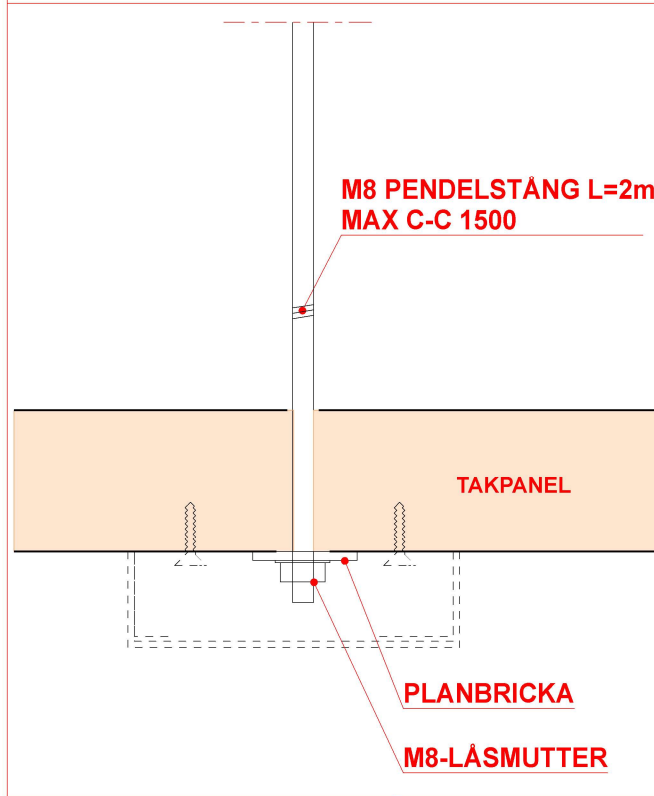 M8 PENDELSTÅNG L=2m
MAX C-C 1500
TAKPANEL
PLANBRICKA
M8-LÅSMUTTER